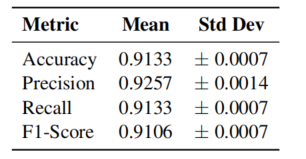 Metric Mean Std Dev
Accuracy 0.9133 ± 0.0007
Precision 0.9257 ± 0.0014
Recall 0.9133 ± 0.0007
F1-Score 0.9106 ± 0.0007